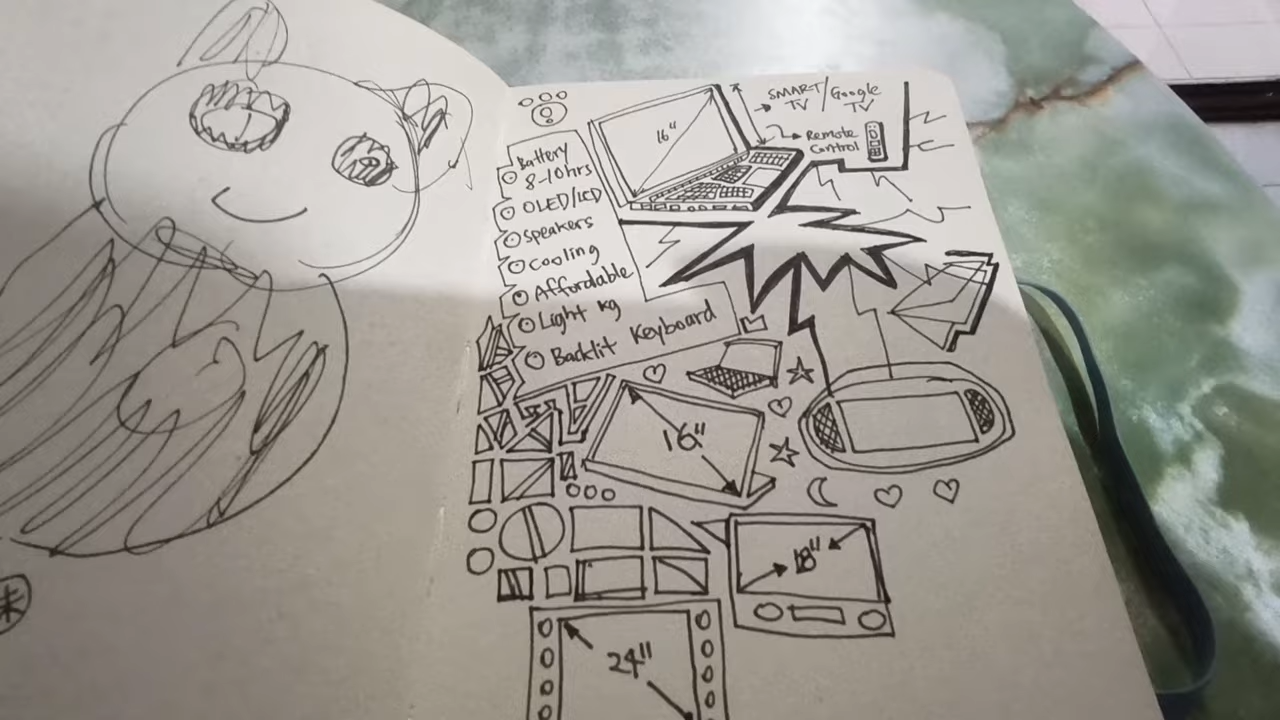 16"
SMART/Google
TV TV
Remote
Control
Battery
8-10hrs
OLED/LCD
Speakers
Cooling
Affordable
Light kg
Backlit Keyboard
16"
18"
24"